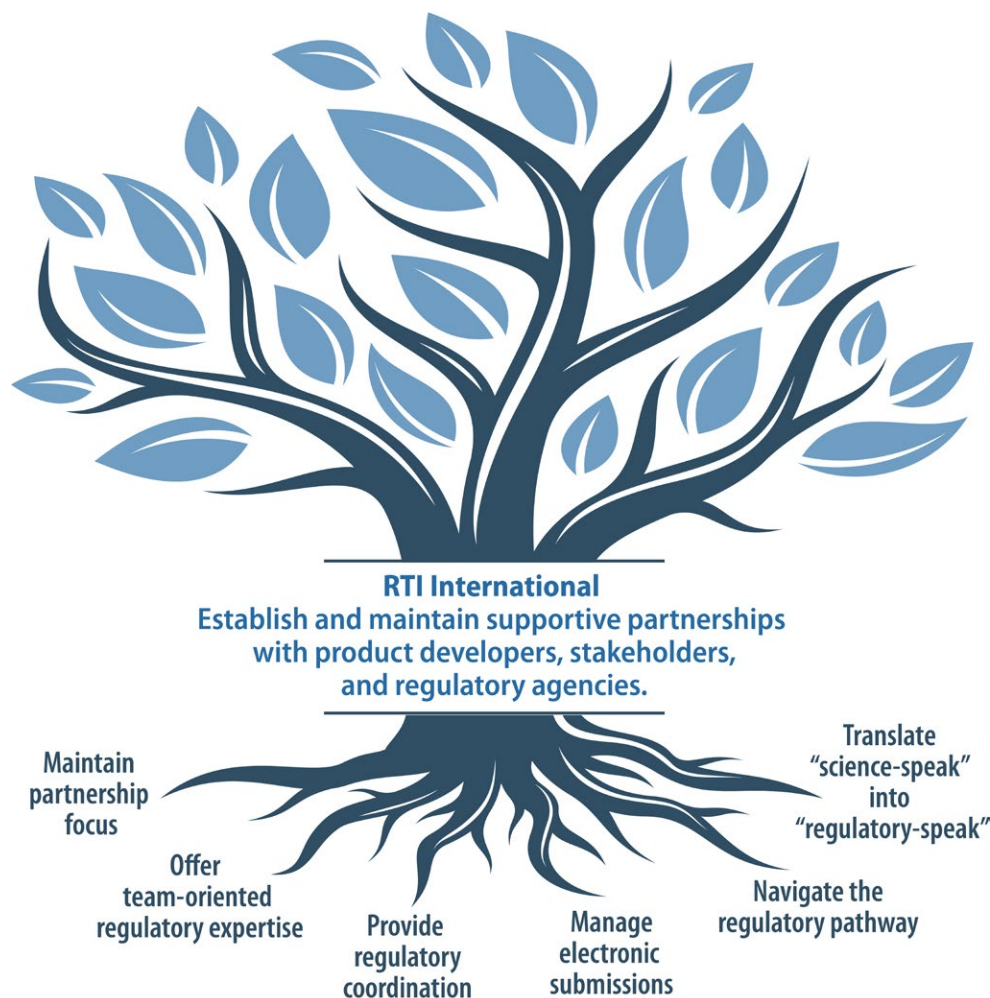 RTI International
Establish and maintain supportive partnerships
with product developers, stakeholders,
and regulatory agencies.
Maintain
partnership
focus
Offer
team-oriented
regulatory expertise
Provide
regulatory
coordination
Manage
electronic
submissions
Navigate the
regulatory pathway
Translate
“science-speak”
into
“regulatory-speak”